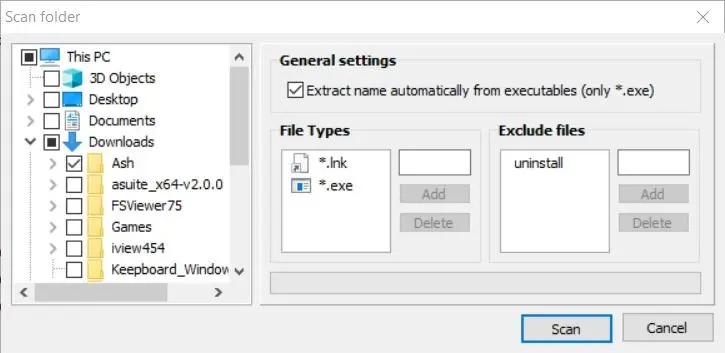 Scan folder
This PC
3D Objects
Desktop
Documents
Downloads
Ash
asuite_x64-v2.0.0
FSViewer75
Games
iview454
Keepboard_Window
General settings
Extract name automatically from executables (only *.exe)
File Types
*.lnk
*.exe
Add
Delete
Exclude files
uninstall
Add
Delete
Scan
Cancel